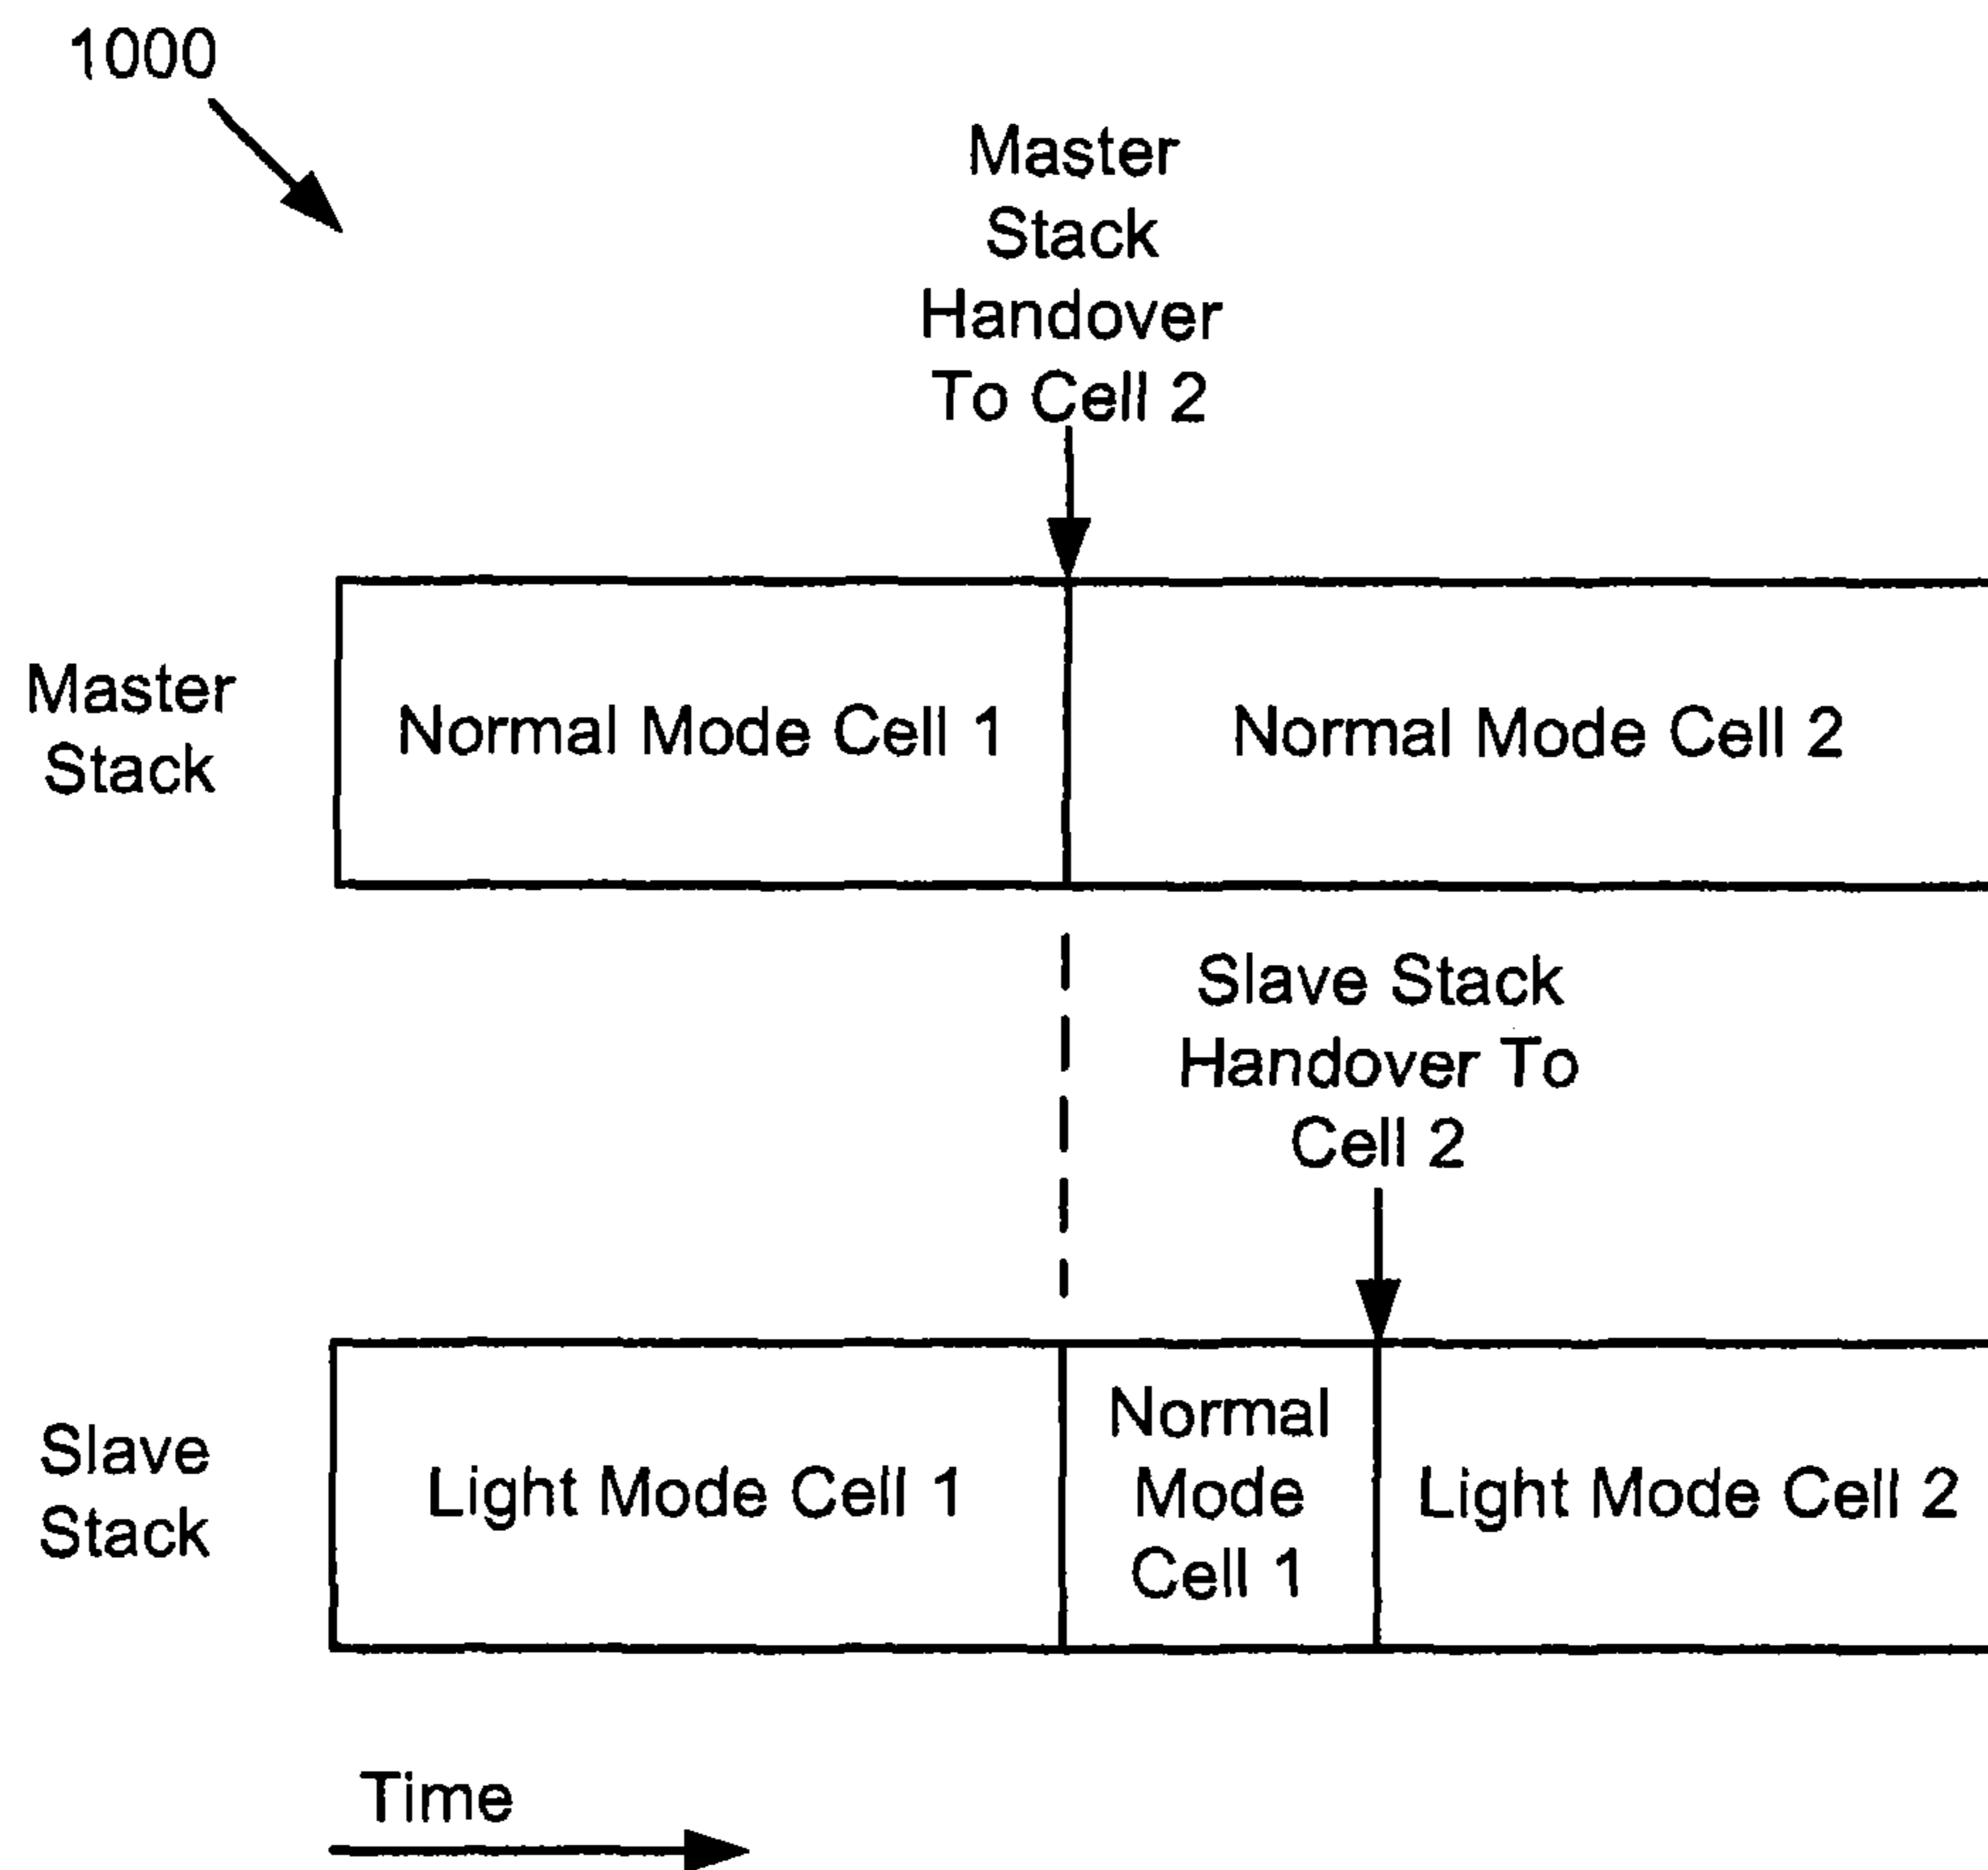 1000
Master
Stack
Handover
To Cell 2
Master
Stack
Normal Mode Cell 1
Normal Mode Cell 2
Slave Stack
Handover To
Cell 2
Slave
Stack
Light Mode Cell 1
Normal
Mode
Cell 1
Light Mode Cell 2
Time